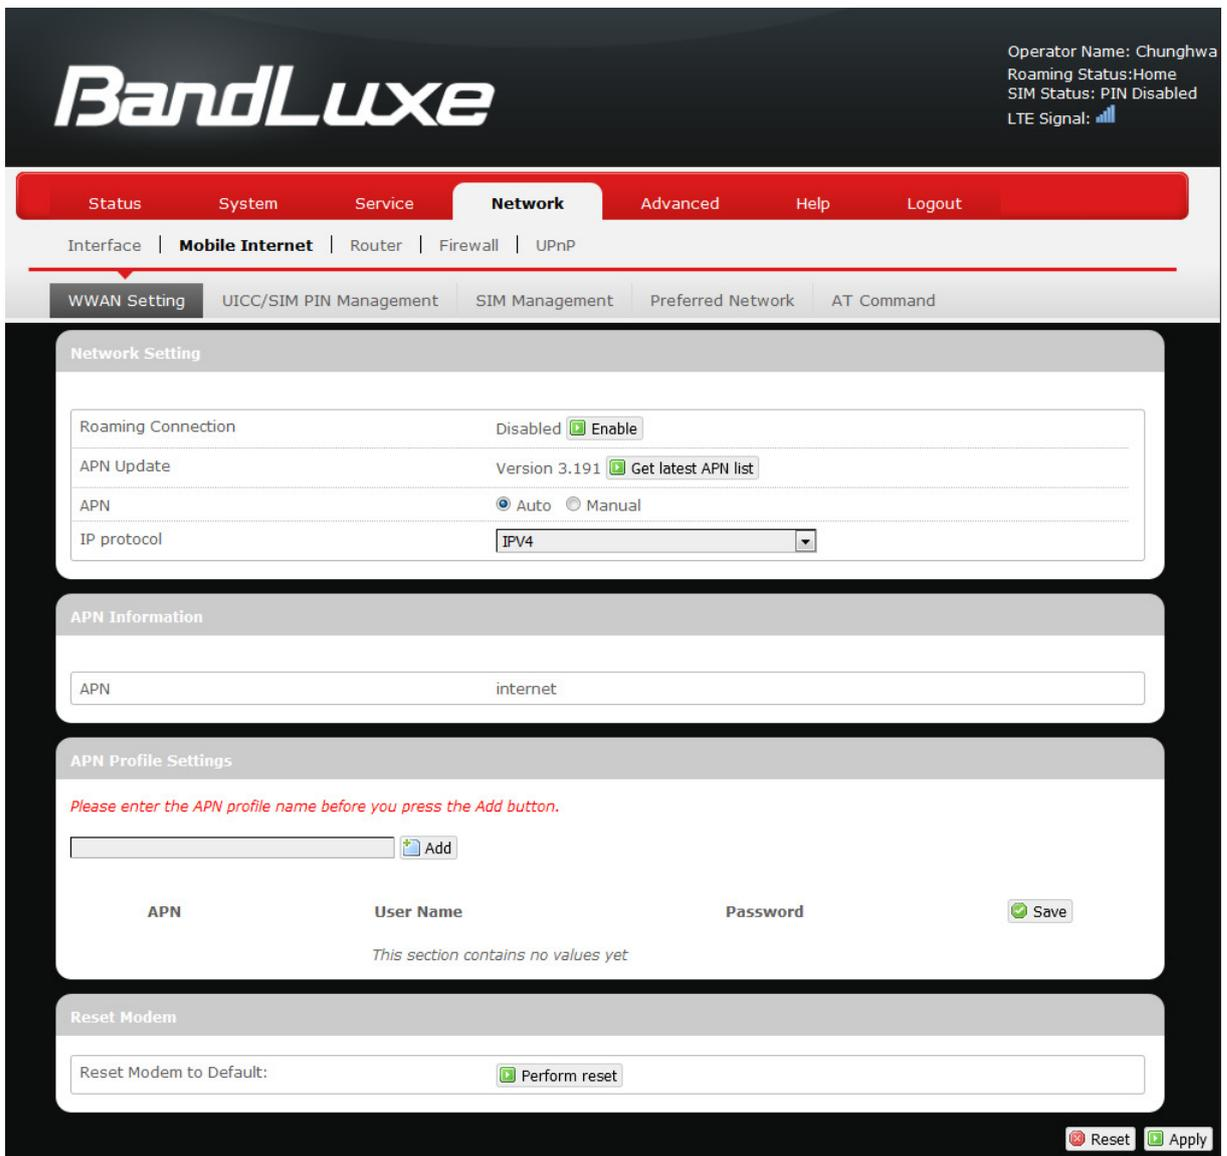 BandLuxe
Operator Name: Chunghwa
Roaming Status:Home
SIM Status: PIN Disabled
LTE Signal:
Status System Service Network Advanced Help Logout
Interface | Mobile Internet | Router | Firewall | UPnP
WWAN Setting UICC/SIM PIN Management SIM Management Preferred Network AT Command
Network Setting
Roaming Connection Disabled Enable
APN Update Version 3.191 Get latest APN list
APN Auto Manual
IP protocol IPV4
APN Information
APN internet
APN Profile Settings
Please enter the APN profile name before you press the Add button.
Add
APN User Name Password Save
This section contains no values yet
Reset Modem
Reset Modem to Default: Perform reset
Reset Apply